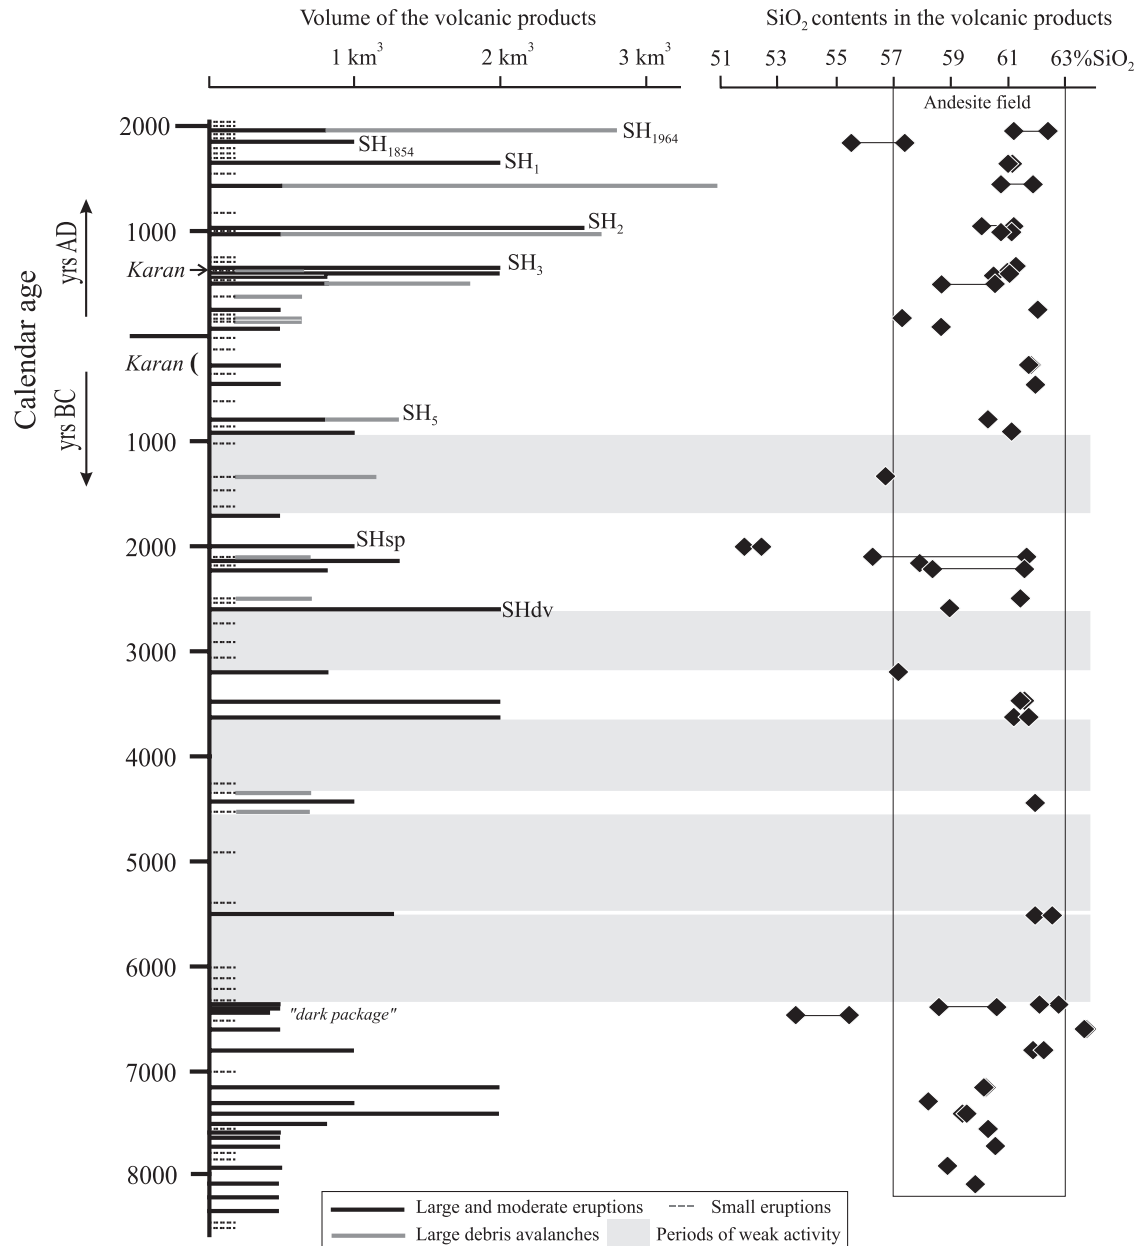 Volume of the volcanic products
SiO2 contents in the volcanic products
1 km3 2 km3 3 km3
51 53 55 57 59 61 63%SiO2
Andesite field
2000
SH1964
SH1854
SH1
1000
SH2
Karan
SH3
Karan (
SH5
1000
2000
SHsp
SHdv
3000
4000
5000
6000
"dark package"
7000
8000
Calendar age
yrs AD
yrs BC
Large and moderate eruptions
Small eruptions
Large debris avalanches
Periods of weak activity